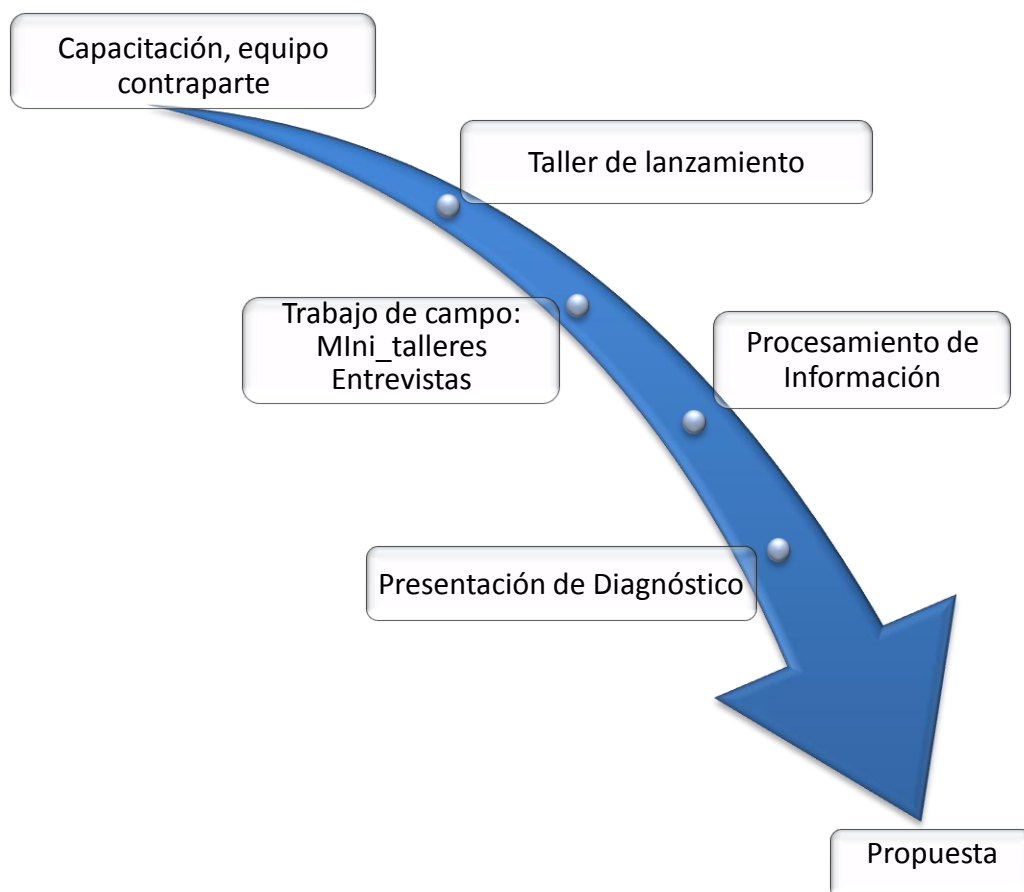 Capacitación, equipo
contraparte
Taller de lanzamiento
Trabajo de campo:
MIni_talleres
Entrevistas
Procesamiento de
Información
Presentación de Diagnóstico
Propuesta